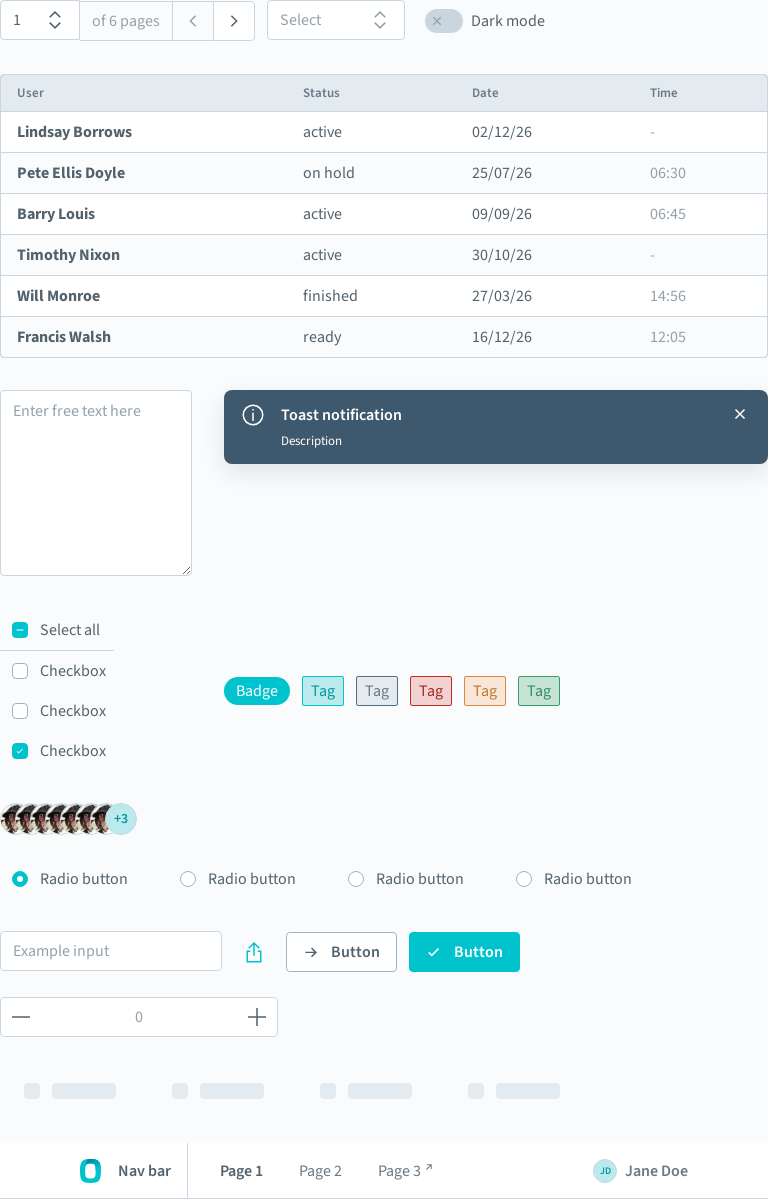 1 of 6 pages Select Dark mode
User Status Date Time
Lindsay Borrows active 02/12/26 -
Pete Ellis Doyle on hold 25/07/26 06:30
Barry Louis active 09/09/26 06:45
Timothy Nixon active 30/10/26 -
Will Monroe finished 27/03/26 14:56
Francis Walsh ready 16/12/26 12:05
Enter free text here
Toast notification
Description
Select all
Checkbox
Badge Tag Tag Tag Tag Tag
Checkbox
Checkbox
+3
Radio button Radio button Radio button Radio button
Example input Button Button
0
Nav bar Page 1 Page 2 Page 3 ↗ JD Jane Doe